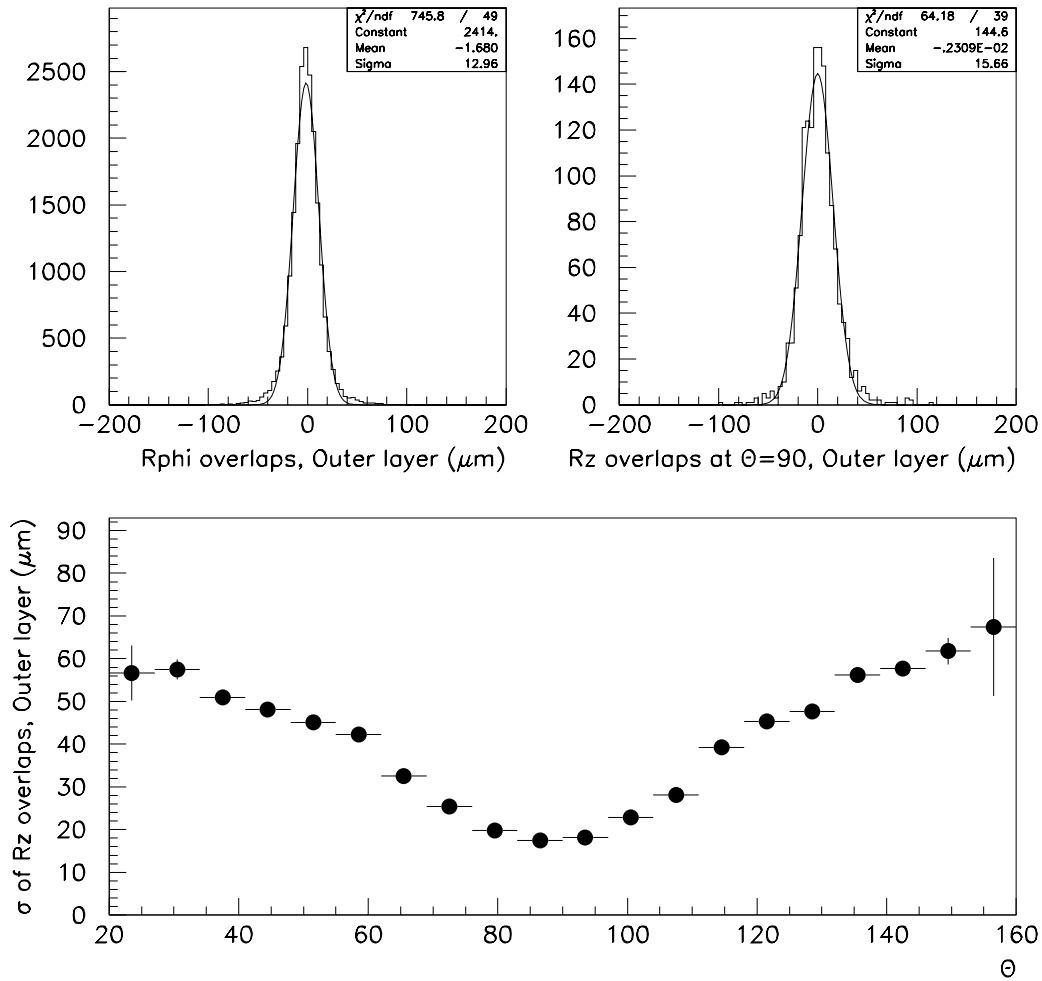 χ²/ndf 745.8 / 49
Constant 2414.
Mean -1.680
Sigma 12.96
2500
2000
1500
1000
500
0
-200 -100 0 100 200
Rphi overlaps, Outer layer (μm)
χ²/ndf 64.18 / 39
Constant 144.6
Mean -.2309E-02
Sigma 15.66
160
140
120
100
80
60
40
20
0
-200 -100 0 100 200
Rz overlaps at Θ=90, Outer layer (μm)
σ of Rz overlaps, Outer layer (μm)
90
80
70
60
50
40
30
20
10
0
20 40 60 80 100 120 140 160
Θ